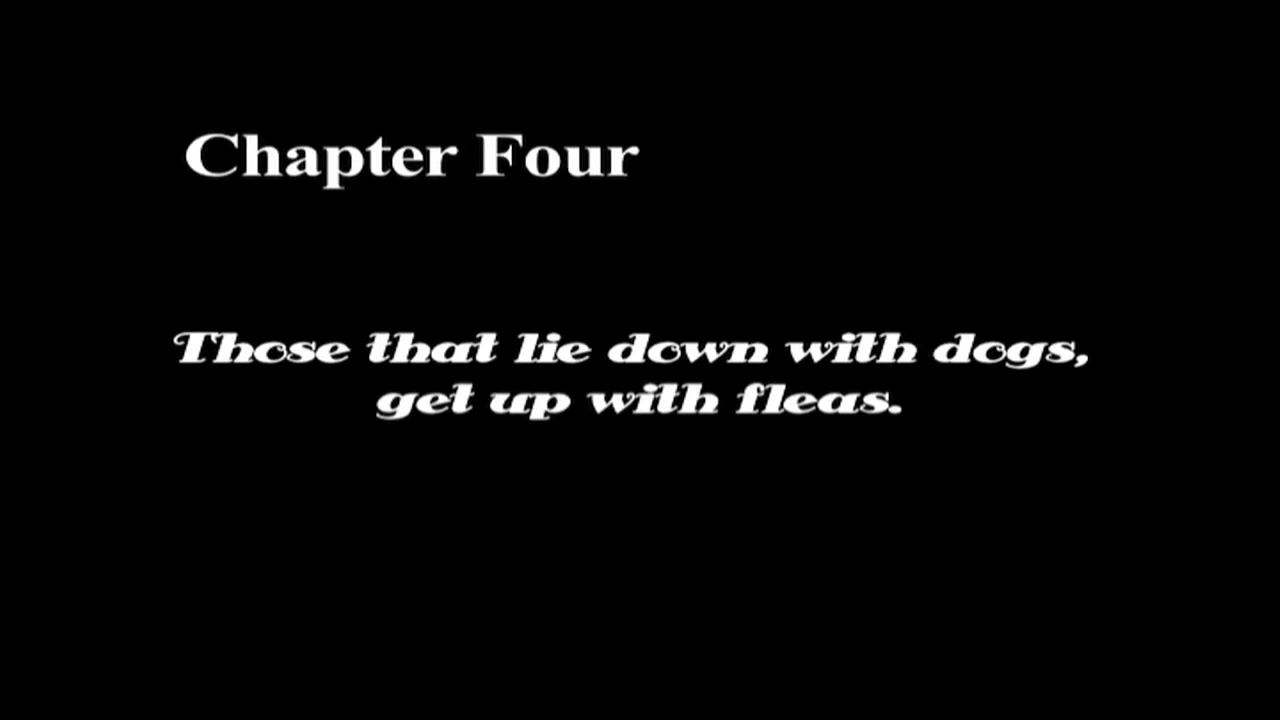 Chapter Four
Those that lie down with dogs,
get up with fleas.